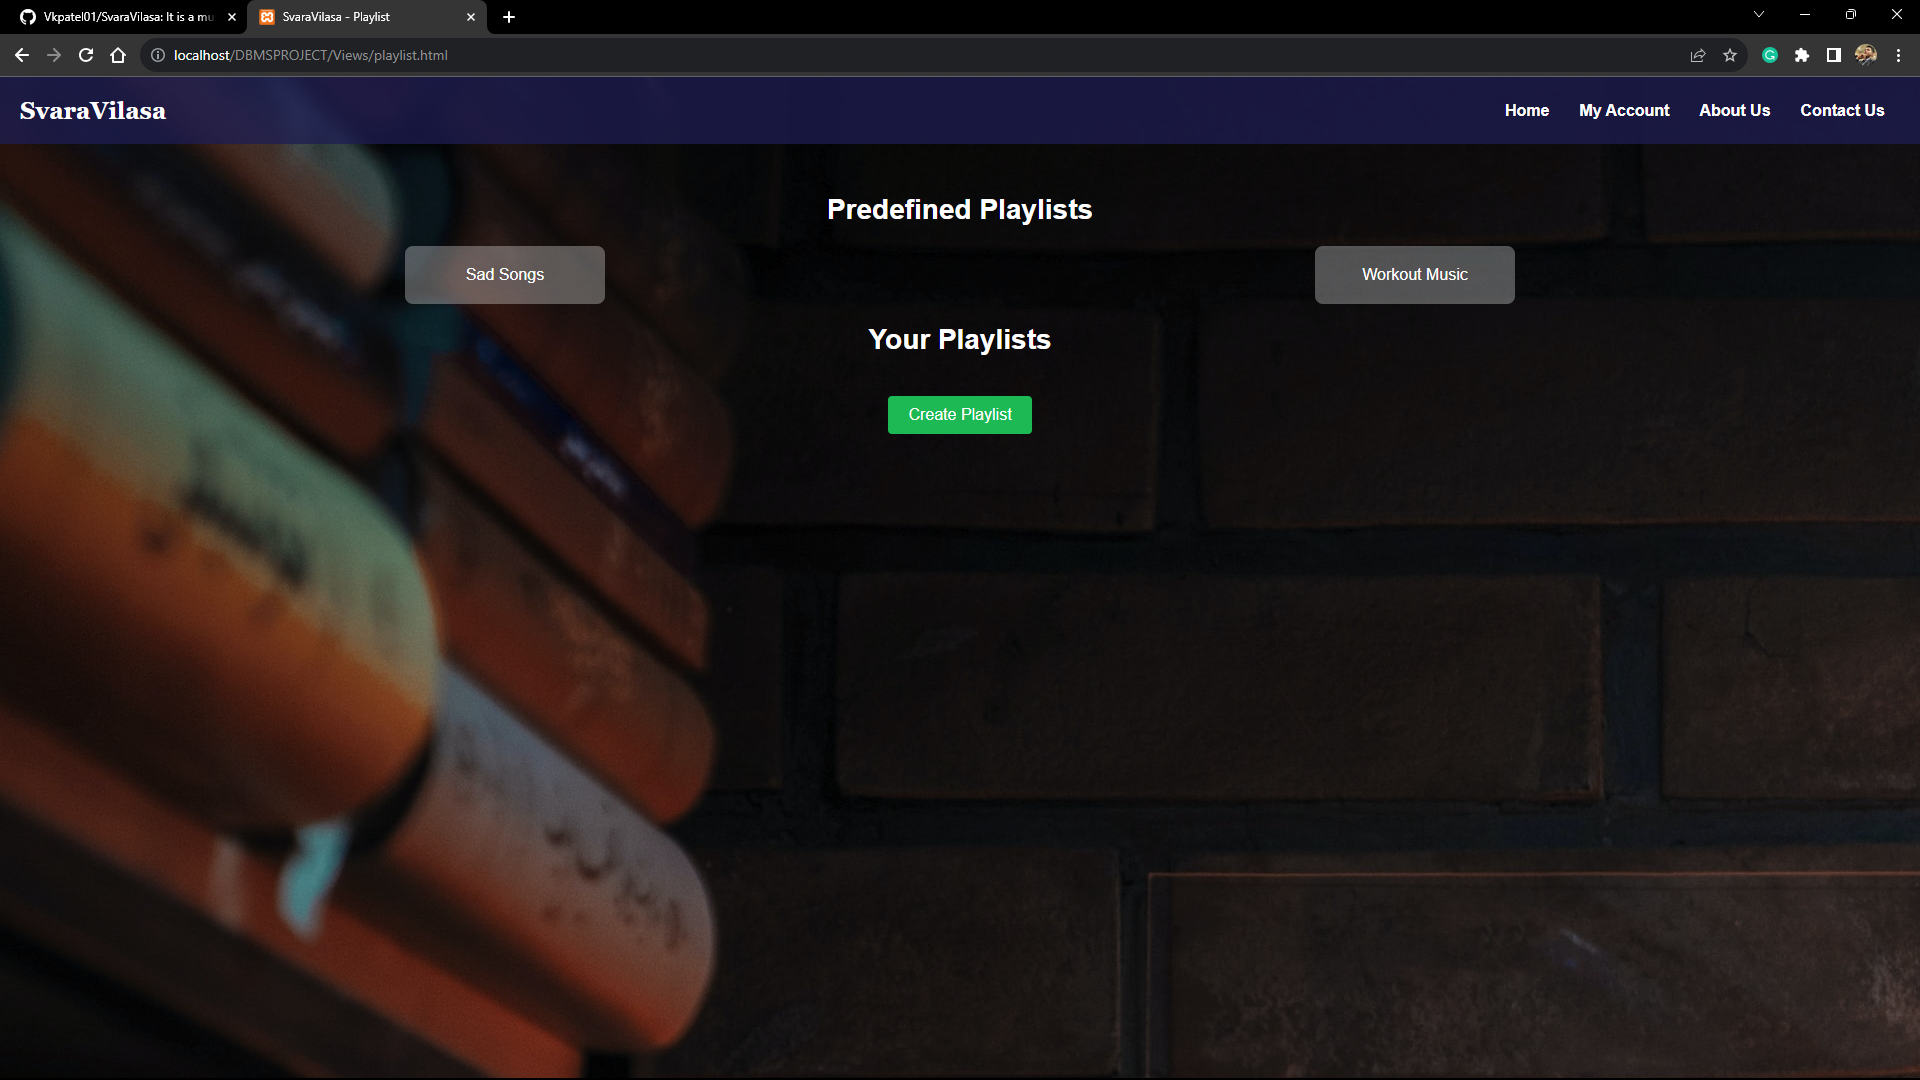 Vkpatel01/SvaraVilasa: It is a mu
SvaraVilasa - Playlist
localhost/DBMSPROJECT/Views/playlist.html
SvaraVilasa
Home My Account About Us Contact Us
Predefined Playlists
Sad Songs Workout Music
Your Playlists
Create Playlist